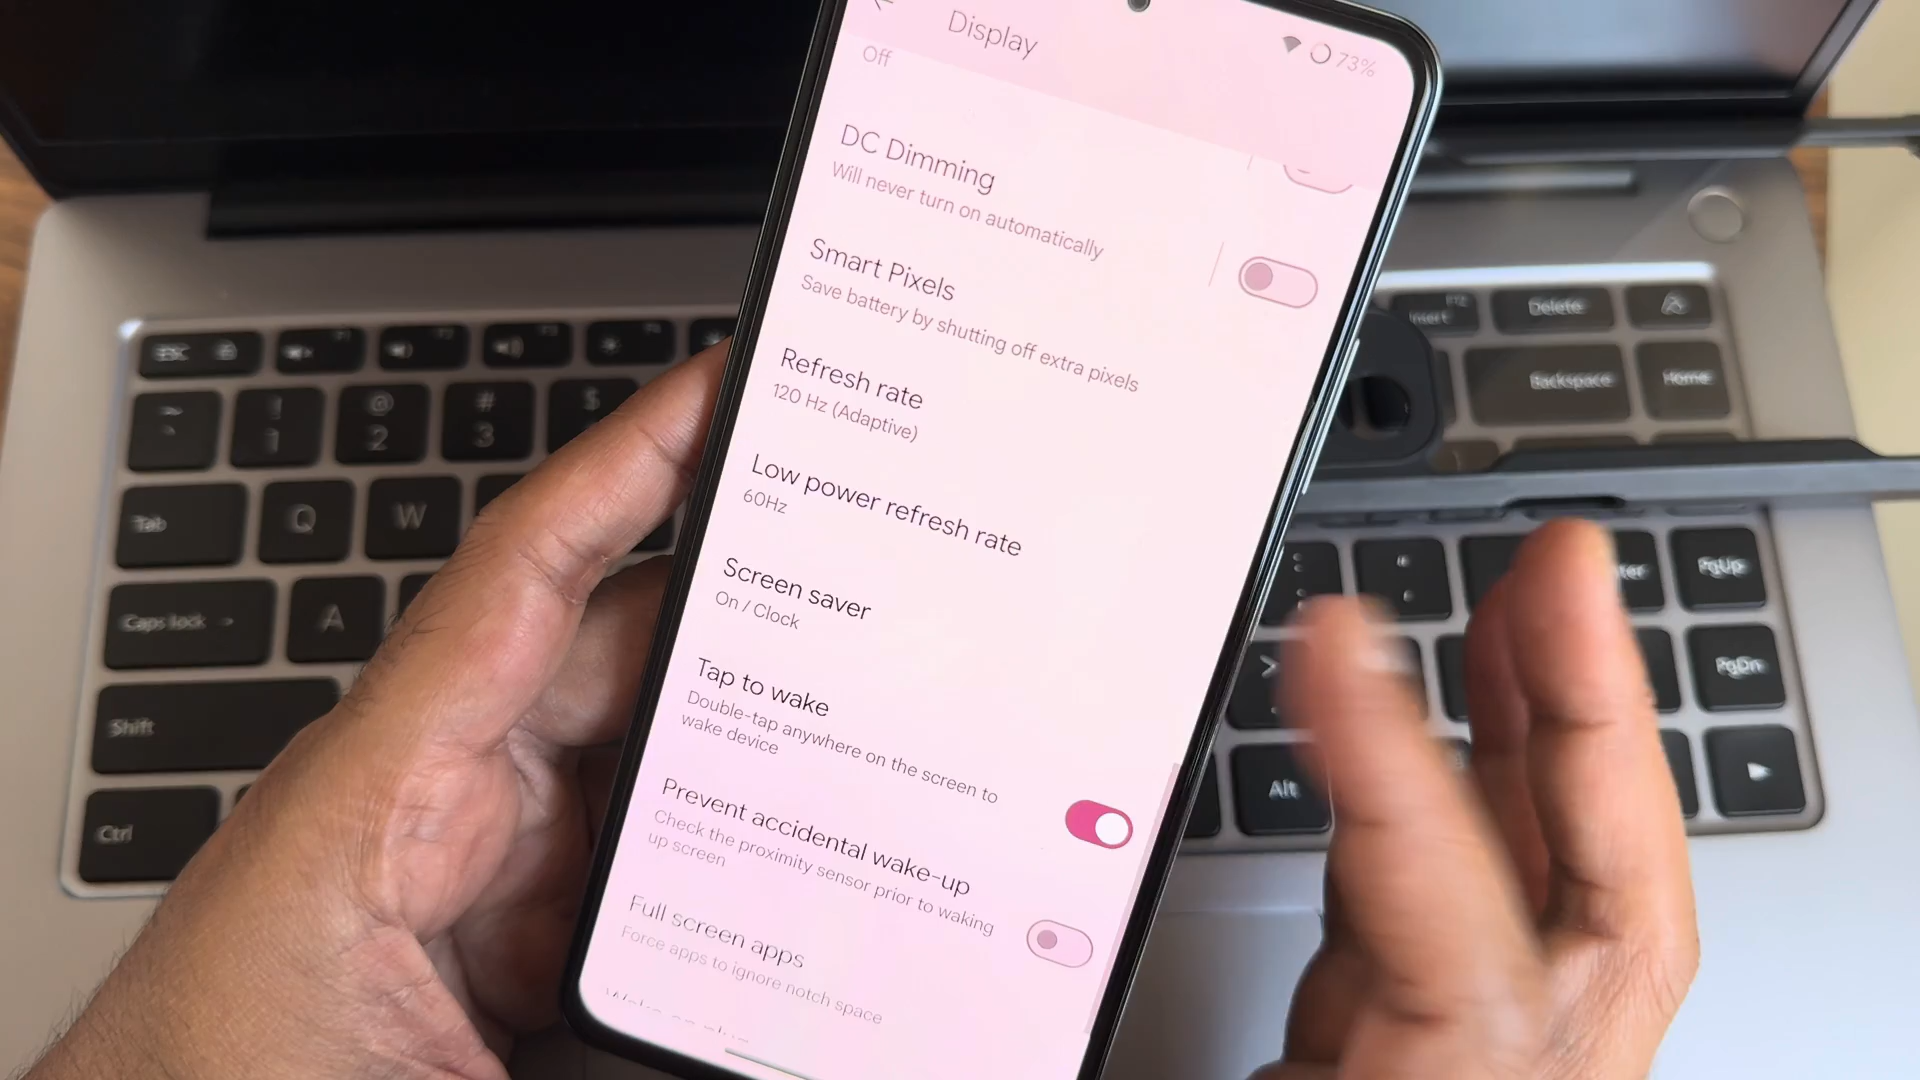 Display
73%
Off
DC Dimming
Will never turn on automatically
Smart Pixels
Save battery by shutting off extra pixels
Refresh rate
120 Hz (Adaptive)
Low power refresh rate
60Hz
Screen saver
On / Clock
Tap to wake
Double-tap anywhere on the screen to
wake device
Prevent accidental wake-up
Check the proximity sensor prior to waking
up screen
Full screen apps
Force apps to ignore notch space
ESC
Insert
Delete
~
!
1
@
2
#
3
$
Backspace
Home
Tab
Q
W
PgUp
Caps lock
A
PgDn
Shift
Alt
Ctrl